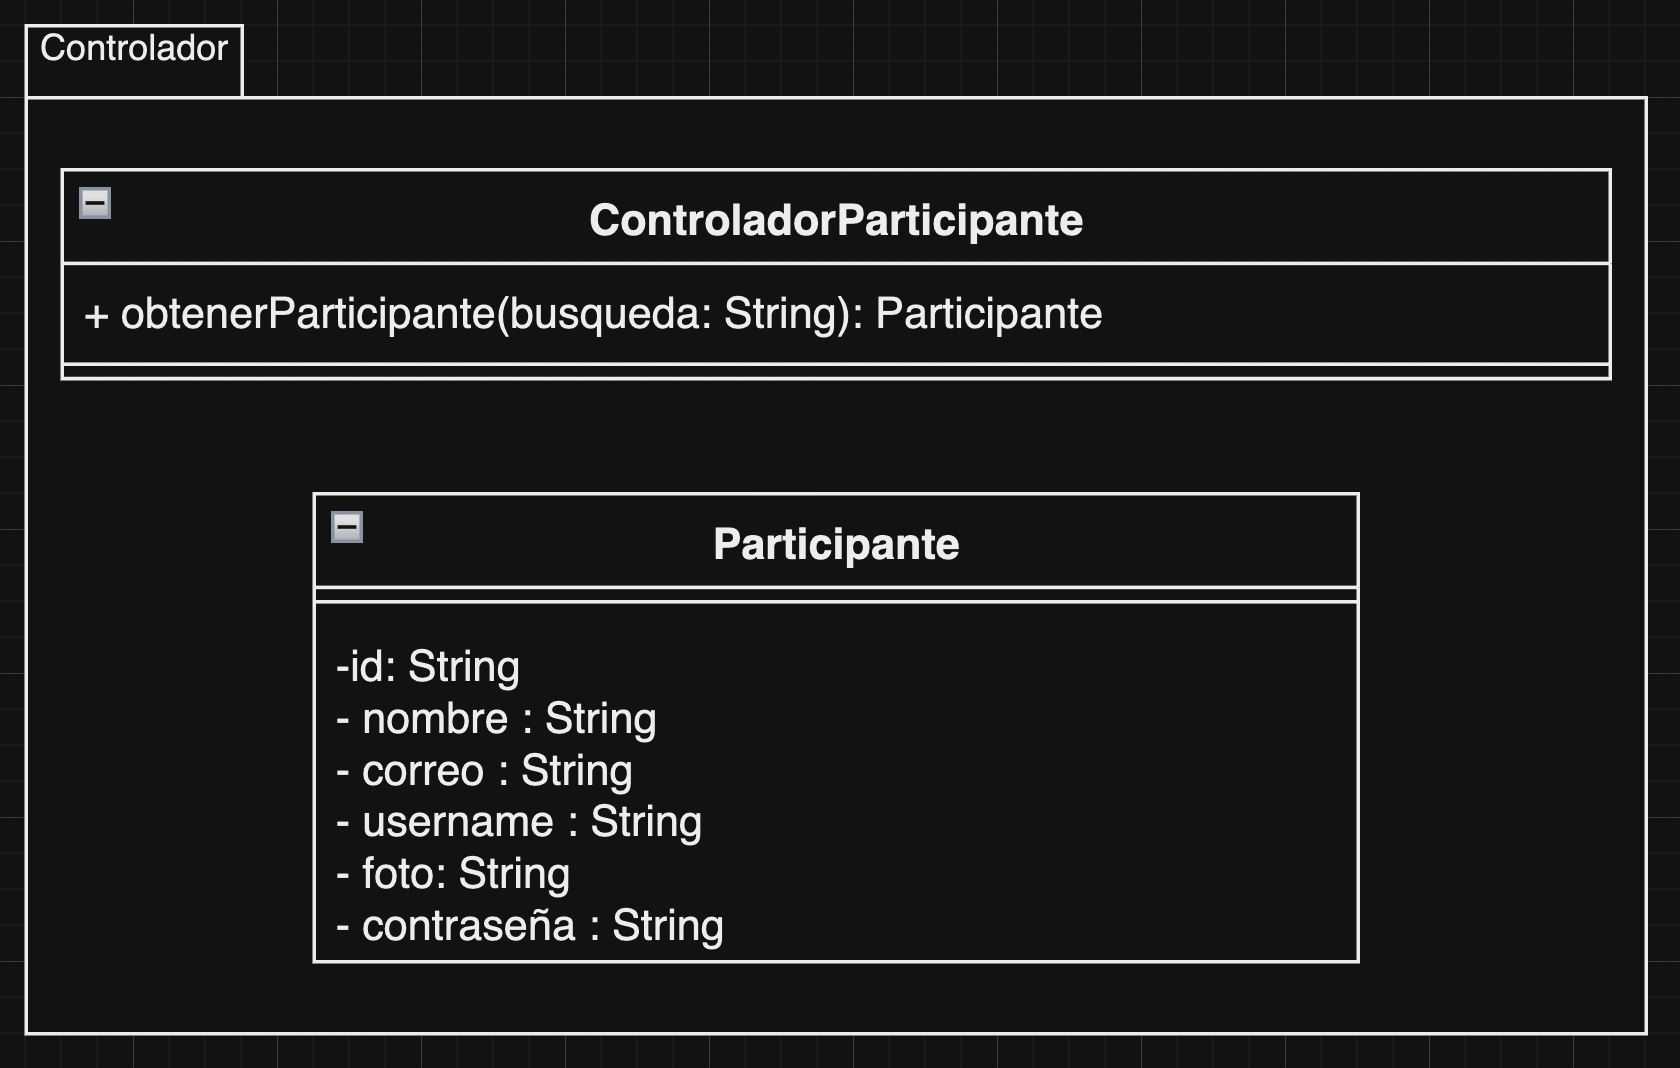 Controlador
ControladorParticipante
+ obtenerParticipante(busqueda: String): Participante
Participante
-id: String
- nombre : String
- correo : String
- username : String
- foto: String
- contraseña : String